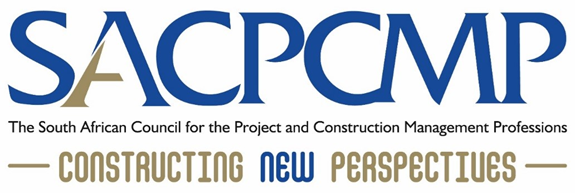 SACPCMP
The South African Council for the Project and Construction Management Professions
CONSTRUCTING NEW PERSPECTIVES